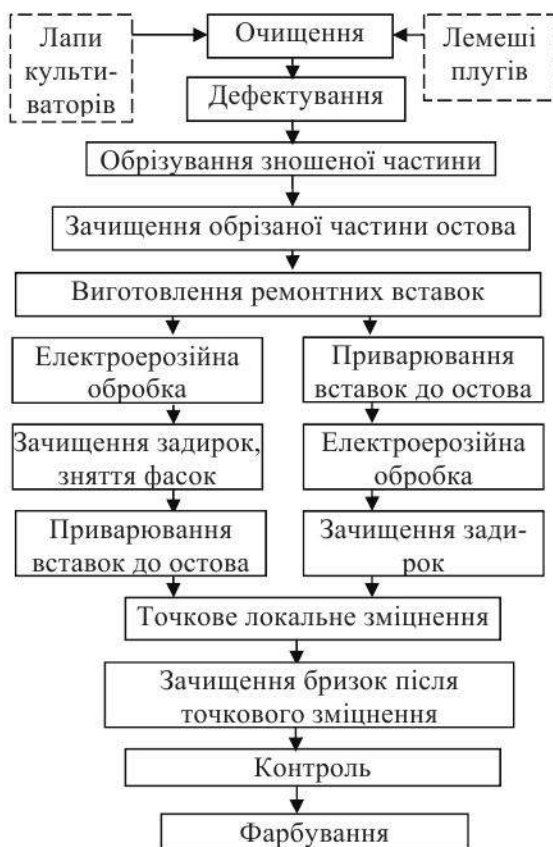 Лапи
культи-
ваторів
Очищення
Лемеші
плугів
Дефектування
Обрізування зношеної частини
Зачищення обрізаної частини остова
Виготовлення ремонтних вставок
Електроерозійна
обробка
Приварювання
вставок до остова
Зачищення задирок,
зняття фасок
Електроерозійна
обробка
Приварювання
вставок до остова
Зачищення зади-
рок
Точкове локальне зміцнення
Зачищення бризок після
точкового зміцнення
Контроль
Фарбування